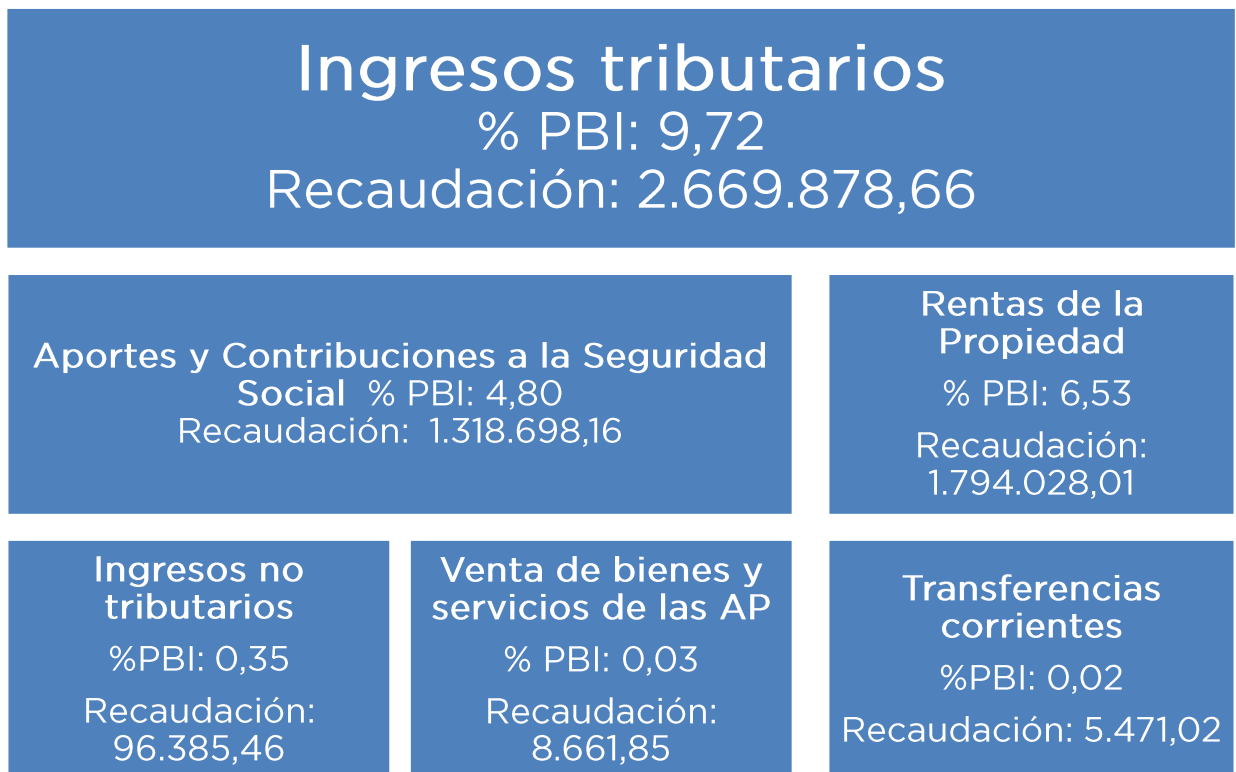 Ingresos tributarios
% PBI: 9,72
Recaudación: 2.669.878,66
Aportes y Contribuciones a la Seguridad
Social % PBI: 4,80
Recaudación: 1.318.698,16
Rentas de la
Propiedad
% PBI: 6,53
Recaudación:
1.794.028,01
Ingresos no
tributarios
%PBI: 0,35
Recaudación:
96.385,46
Venta de bienes y
servicios de las AP
% PBI: 0,03
Recaudación:
8.661,85
Transferencias
corrientes
%PBI: 0,02
Recaudación: 5.471,02